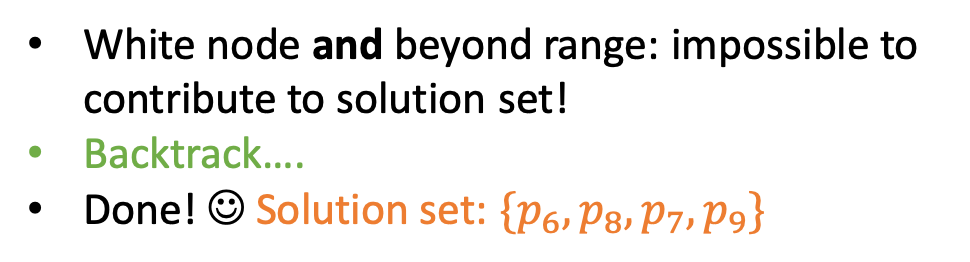 • White node and beyond range: impossible to
contribute to solution set!
• Backtrack....
• Done! ☺ Solution set: {p₆, p₈, p₇, p₉}